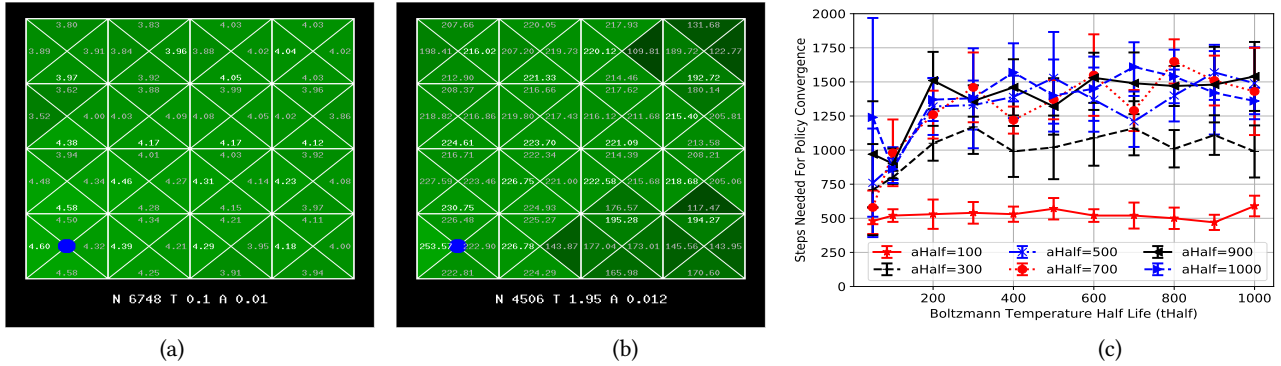 3.80 3.83 4.03 4.03
3.89 3.91 3.84 3.96 3.88 4.02 4.04 4.02
3.97 3.92 4.05 4.03
3.62 3.88 3.99 3.96
3.52 4.00 4.03 4.09 4.08 4.05 4.02 3.86
4.38 4.17 4.17 4.12
3.94 4.01 4.03 3.92
4.48 4.34 4.46 4.27 4.31 4.14 4.23 4.08
4.58 4.28 4.15 3.97
4.50 4.34 4.21 4.11
4.60 4.32 4.39 4.21 4.29 3.95 4.18 4.00
4.58 4.25 3.91 3.94
N 6748 T 0.1 A 0.01
(a)
207.66 220.05 217.93 131.68
198.41 216.02 207.20 219.73 220.12 109.81 189.72 122.77
212.90 221.33 214.46 192.72
208.37 216.66 217.62 180.14
218.82 216.86 219.80 217.43 216.12 211.68 215.40 205.81
224.61 223.70 221.09 213.58
216.71 222.34 214.39 208.21
227.59 223.46 226.75 221.00 222.58 215.68 218.68 205.06
230.75 224.93 176.57 117.47
226.48 225.27 195.28 194.27
253.57 222.90 226.78 143.87 177.04 173.01 145.56 143.95
222.81 224.29 165.98 170.60
N 4506 T 1.95 A 0.012
(b)
Steps Needed For Policy Convergence
2000
1750
1500
1250
1000
750
500
250
0
aHalf=100 aHalf=500 aHalf=900
aHalf=300 aHalf=700 aHalf=1000
200 400 600 800 1000
Boltzmann Temperature Half Life (tHalf)
(c)